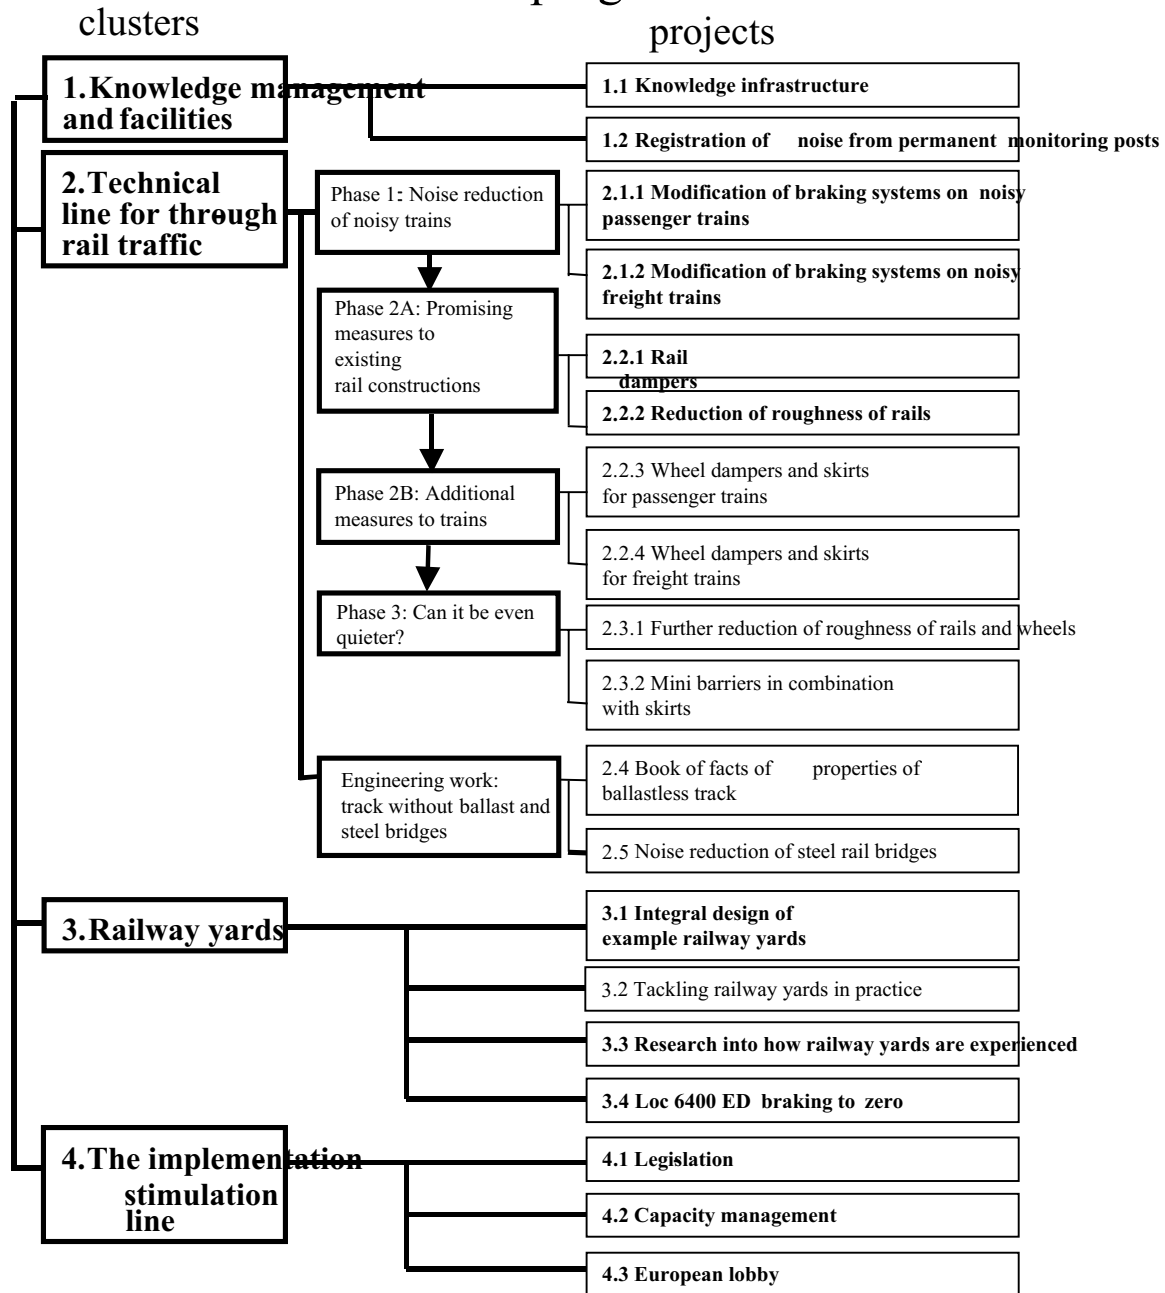 clusters
projects
1.Knowledge management
and facilities
1.1 Knowledge infrastructure
1.2 Registration of noise from permanent monitoring posts
2.Technical
line for through
rail traffic
Phase 1: Noise reduction
of noisy trains
2.1.1 Modification of braking systems on noisy
passenger trains
2.1.2 Modification of braking systems on noisy
freight trains
Phase 2A: Promising
measures to
existing
rail constructions
2.2.1 Rail
dampers
2.2.2 Reduction of roughness of rails
Phase 2B: Additional
measures to trains
2.2.3 Wheel dampers and skirts
for passenger trains
2.2.4 Wheel dampers and skirts
for freight trains
Phase 3: Can it be even
quieter?
2.3.1 Further reduction of roughness of rails and wheels
2.3.2 Mini barriers in combination
with skirts
Engineering work:
track without ballast and
steel bridges
2.4 Book of facts of properties of
ballastless track
2.5 Noise reduction of steel rail bridges
3.Railway yards
3.1 Integral design of
example railway yards
3.2 Tackling railway yards in practice
3.3 Research into how railway yards are experienced
3.4 Loc 6400 ED braking to zero
4.The implementation
stimulation
line
4.1 Legislation
4.2 Capacity management
4.3 European lobby